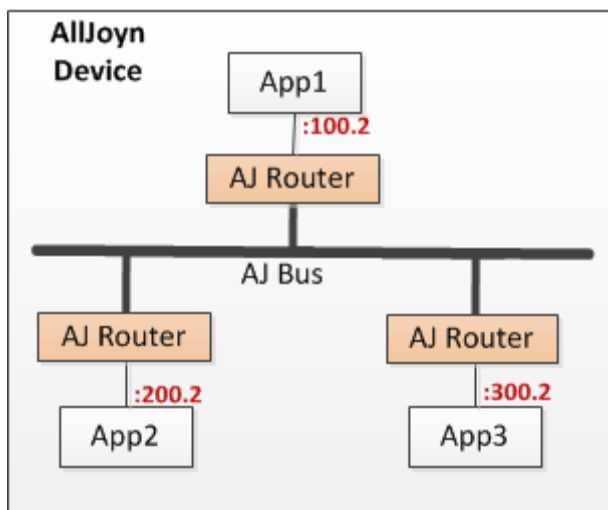 AllJoyn
Device
App1
:100.2
AJ Router
AJ Bus
AJ Router
AJ Router
:200.2
:300.2
App2
App3